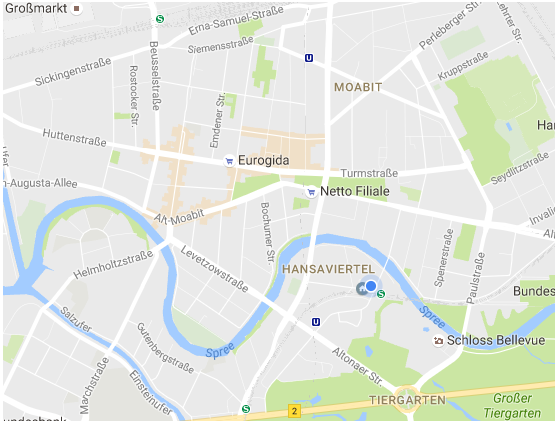 Großmarkt
Erna-Samuel-Straße
Perleberger Str.
Lehrter Str.
Siemensstraße
Sickingenstraße
Beusselstraße
Rostocker Str.
Emdener Str.
MOABIT
Kruppstraße
Huttenstraße
Eurogida
Turmstraße
Seydlitzstraße
n-Augusta-Allee
Netto Filiale
Alt-Moabit
Invali
Alt
Bochumer Str
Helmholtzstraße
Levetzowstraße
HANSAVIERTEL
Spenerstraße
Paulstraße
Bundes
Salzufer
Spree
Gutenbergstraße
Spree
Schloss Bellevue
Marchstraße
Einsteinufer
Altonaer Str.
TIERGARTEN
Großer
Tiergarten
2